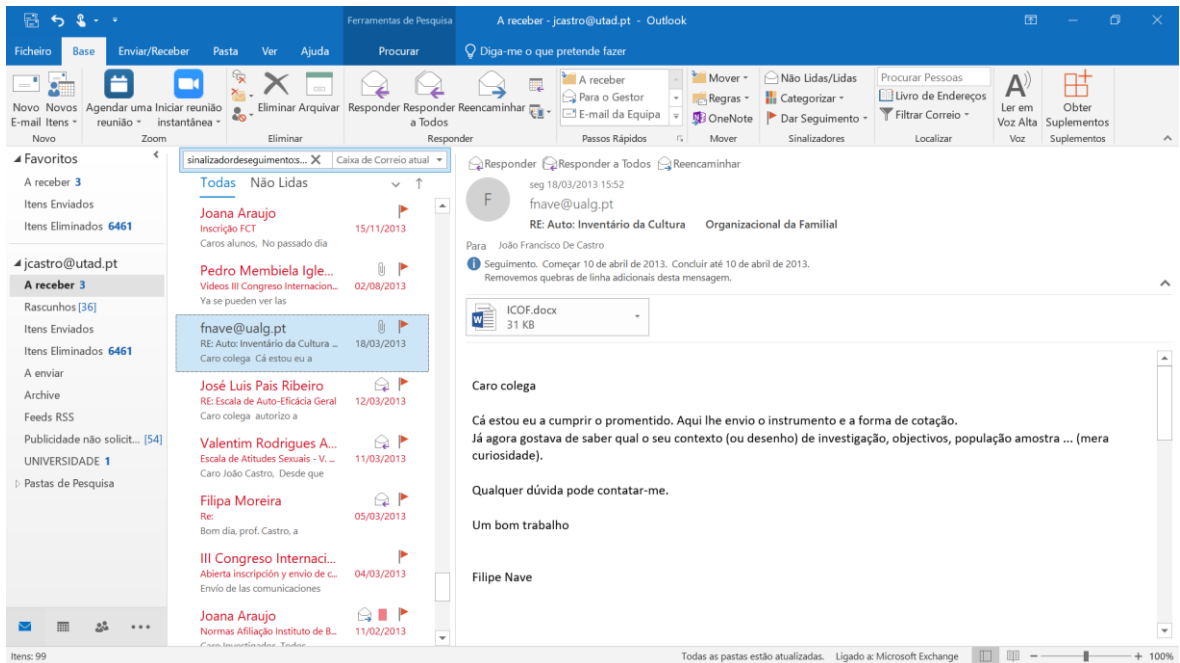 Ferramentas de Pesquisa
A receber - jcastro@utad.pt - Outlook
Ficheiro Base Enviar/Receber Pasta Ver Ajuda Procurar Diga-me o que pretende fazer
Novo E-mail
Novos Itens
Novo
Agendar uma reunião
Iniciar reunião instantânea
Zoom
Eliminar Arquivar
Eliminar
Responder
Responder a Todos
Reencaminhar
Responder
A receber
Para o Gestor
E-mail da Equipa
Passos Rápidos
Mover
Regras
OneNote
Mover
Não Lidas/Lidas
Categorizar
Dar Seguimento
Sinalizadores
Procurar Pessoas
Livro de Endereços
Filtrar Correio
Localizar
A
Ler em Voz Alta
Voz
Obter Suplementos
Suplementos
Favoritos
A receber 3
Itens Enviados
Itens Eliminados 6461
jcastro@utad.pt
A receber 3
Rascunhos [36]
Itens Enviados
Itens Eliminados 6461
A enviar
Archive
Feeds RSS
Publicidade não solicit... [54]
UNIVERSIDADE 1
Pastas de Pesquisa
sinalizadordeseguimento:s... Caixa de Correio atual
Todas Não Lidas
Joana Araujo
Inscrição FCT 15/11/2013
Caros alunos, No passado dia
Pedro Membiela Igle...
Videos III Congreso Internacion... 02/08/2013
Ya se pueden ver las
fnave@ualg.pt
RE: Auto: Inventário da Cultura ... 18/03/2013
Caro colega Cá estou eu a
José Luis Pais Ribeiro
RE: Escala de Auto-Eficácia Geral 12/03/2013
Caro colega autorizo a
Valentim Rodrigues A...
Escala de Atitudes Sexuais - V. ... 11/03/2013
Caro João Castro, Desde que
Filipa Moreira
Re: 05/03/2013
Bom dia, prof. Castro, a
III Congreso Internaci...
Abierta inscripción y envio de c... 04/03/2013
Envío de las comunicaciones
Joana Araujo
Normas Afiliação Instituto de B... 11/02/2013
Caro Investigador, Todos
Responder Responder a Todos Reencaminhar
F
seg 18/03/2013 15:52
fnave@ualg.pt
RE: Auto: Inventário da Cultura Organizacional da Familial
Para João Francisco De Castro
Seguimento. Começar 10 de abril de 2013. Concluir até 10 de abril de 2013.
Removemos quebras de linha adicionais desta mensagem.
ICOF.docx
31 KB
Caro colega
Cá estou eu a cumprir o promentido. Aqui lhe envio o instrumento e a forma de cotação.
Já agora gostava de saber qual o seu contexto (ou desenho) de investigação, objectivos, população amostra ... (mera
curiosidade).
Qualquer dúvida pode contatar-me.
Um bom trabalho
Filipe Nave
Itens: 99
Todas as pastas estão atualizadas. Ligado a: Microsoft Exchange 100%